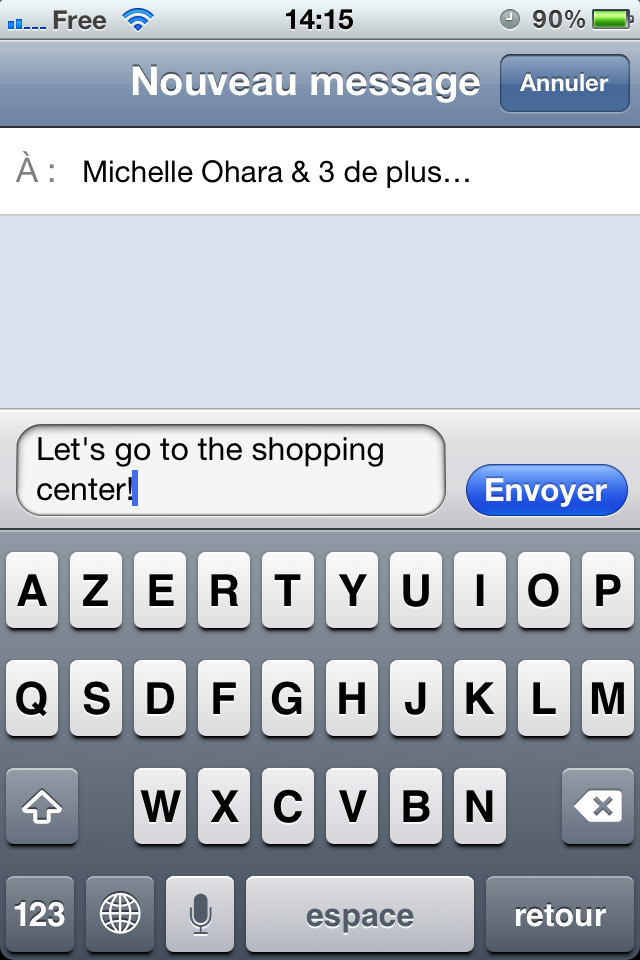 Free 14:15 90%
Nouveau message Annuler
À : Michelle Ohara & 3 de plus…
Let's go to the shopping
center!
Envoyer
A Z E R T Y U I O P
Q S D F G H J K L M
W X C V B N
123 espace retour